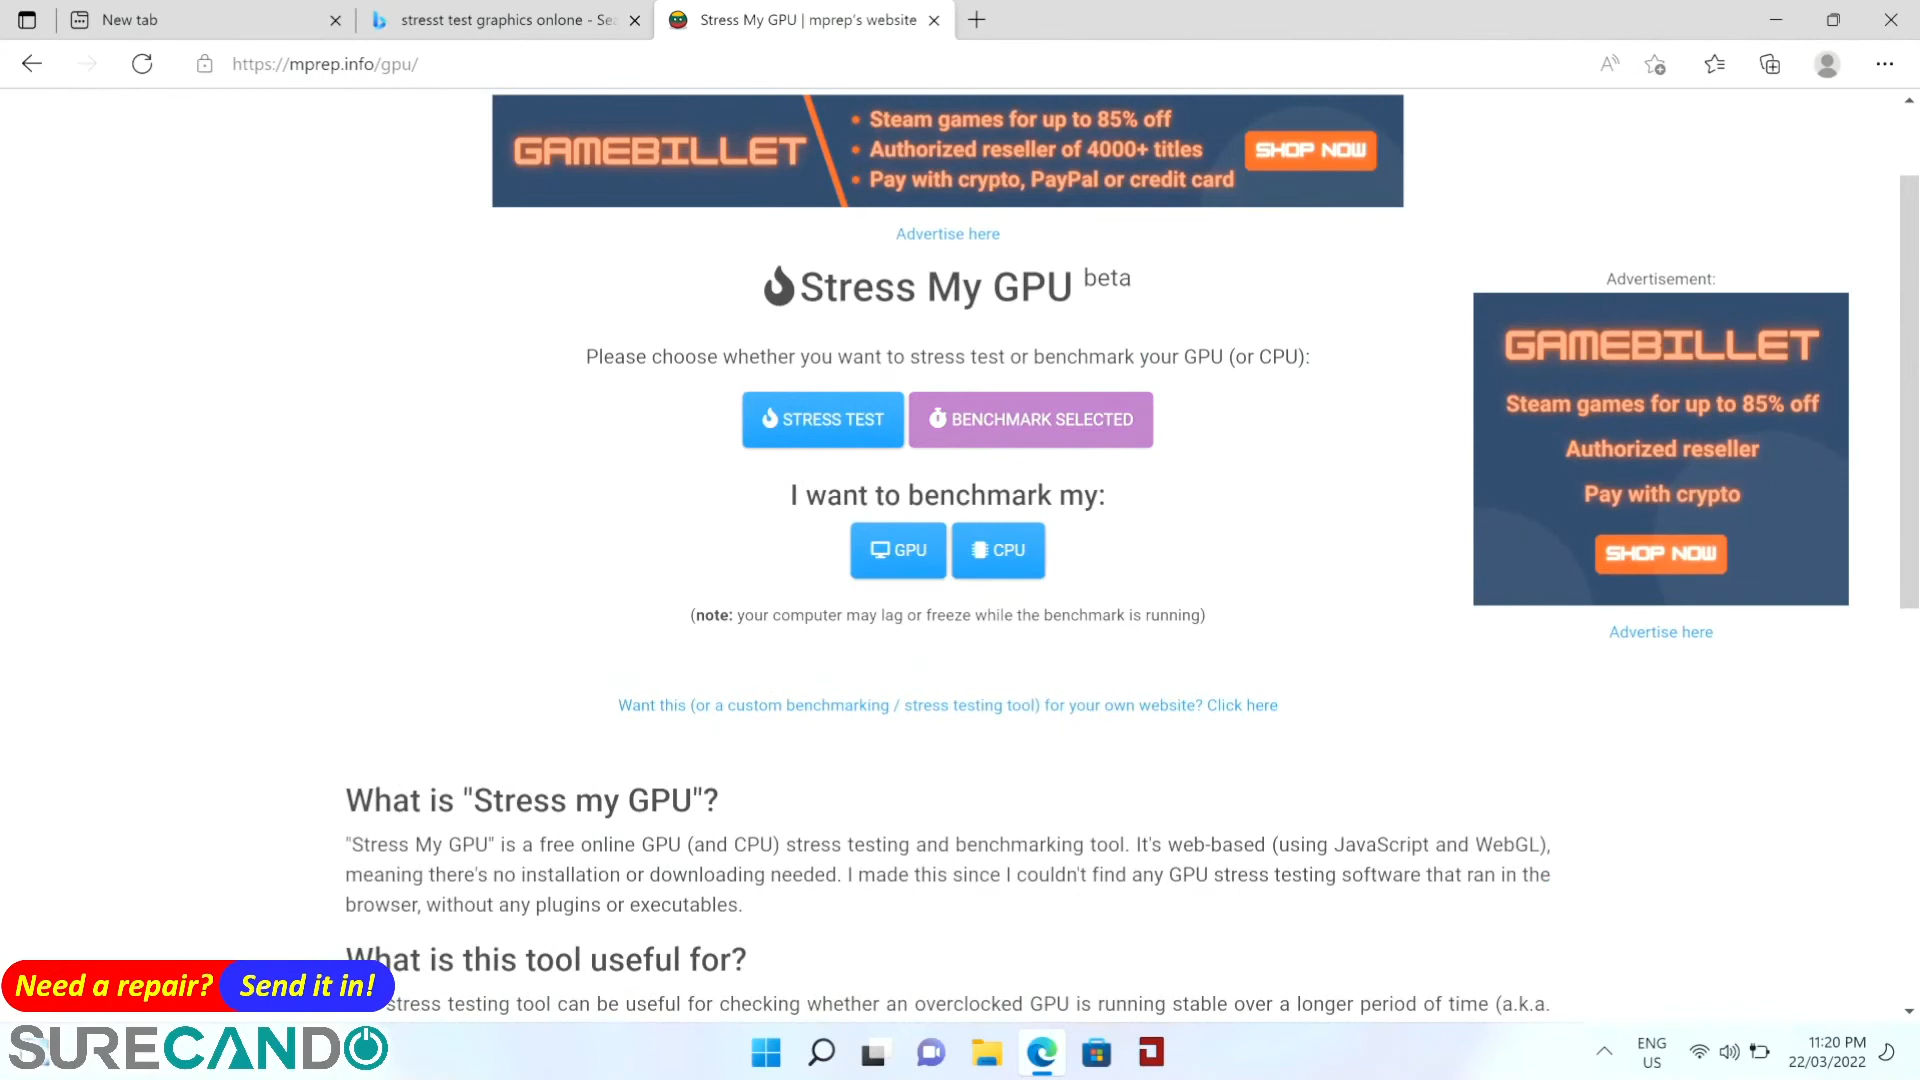 New tab
stresst test graphics onlone - Sea
Stress My GPU | mprep's website
https://mprep.info/gpu/
GAMEBILLET
• Steam games for up to 85% off
• Authorized reseller of 4000+ titles
• Pay with crypto, PayPal or credit card
SHOP NOW
Advertise here
Stress My GPU beta
Please choose whether you want to stress test or benchmark your GPU (or CPU):
STRESS TEST
BENCHMARK SELECTED
I want to benchmark my:
GPU
CPU
(note: your computer may lag or freeze while the benchmark is running)
Want this (or a custom benchmarking / stress testing tool) for your own website? Click here
Advertisement:
GAMEBILLET
Steam games for up to 85% off
Authorized reseller
Pay with crypto
SHOP NOW
Advertise here
What is "Stress my GPU"?
"Stress My GPU" is a free online GPU (and CPU) stress testing and benchmarking tool. It's web-based (using JavaScript and WebGL),
meaning there's no installation or downloading needed. I made this since I couldn't find any GPU stress testing software that ran in the
browser, without any plugins or executables.
What is this tool useful for?
stress testing tool can be useful for checking whether an overclocked GPU is running stable over a longer period of time (a.k.a.
Need a repair? Send it in!
SURECANDO
ENG
US
11:20 PM
22/03/2022